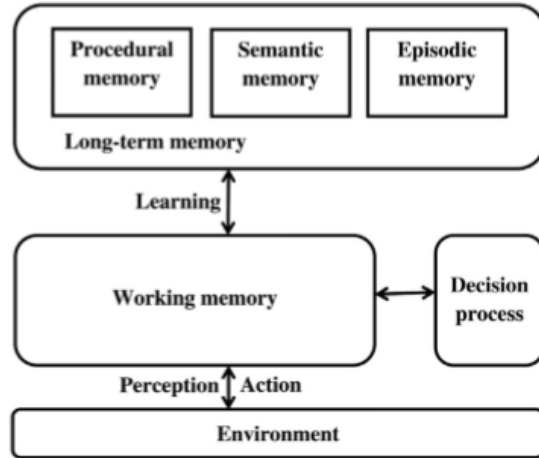 Procedural memory
Semantic memory
Episodic memory
Long-term memory
Learning
Working memory
Decision process
Perception
Action
Environment